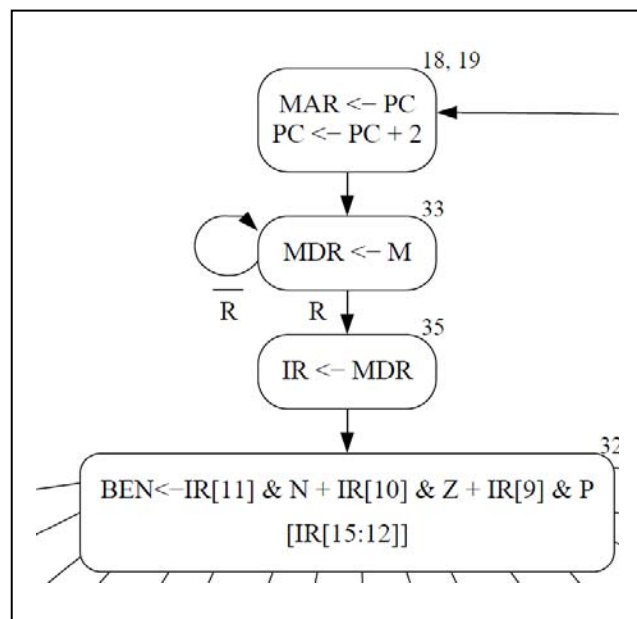 18, 19
MAR <− PC
PC <− PC + 2
33
MDR <− M
R̅
R
35
IR <− MDR
32
BEN<−IR[11] & N + IR[10] & Z + IR[9] & P
[IR[15:12]]